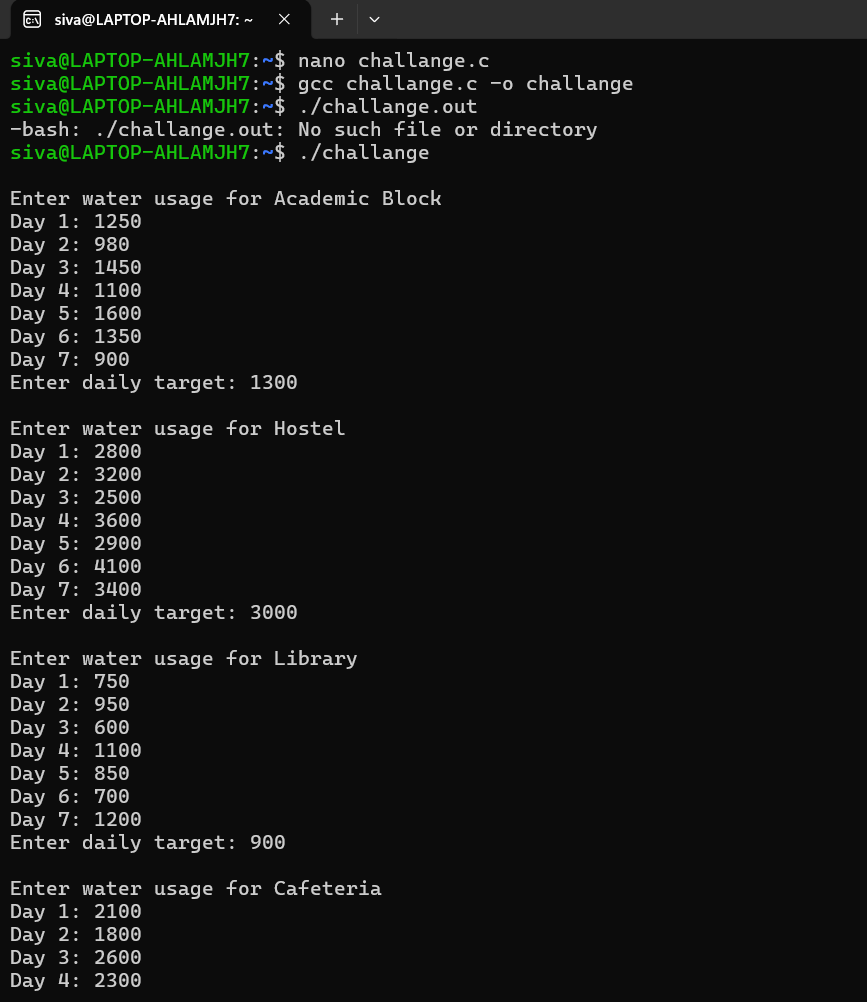 siva@LAPTOP-AHLAMJH7: ~
siva@LAPTOP-AHLAMJH7:~$ nano challange.c
siva@LAPTOP-AHLAMJH7:~$ gcc challange.c -o challange
siva@LAPTOP-AHLAMJH7:~$ ./challange.out
-bash: ./challange.out: No such file or directory
siva@LAPTOP-AHLAMJH7:~$ ./challange
Enter water usage for Academic Block
Day 1: 1250
Day 2: 980
Day 3: 1450
Day 4: 1100
Day 5: 1600
Day 6: 1350
Day 7: 900
Enter daily target: 1300
Enter water usage for Hostel
Day 1: 2800
Day 2: 3200
Day 3: 2500
Day 4: 3600
Day 5: 2900
Day 6: 4100
Day 7: 3400
Enter daily target: 3000
Enter water usage for Library
Day 1: 750
Day 2: 950
Day 3: 600
Day 4: 1100
Day 5: 850
Day 6: 700
Day 7: 1200
Enter daily target: 900
Enter water usage for Cafeteria
Day 1: 2100
Day 2: 1800
Day 3: 2600
Day 4: 2300